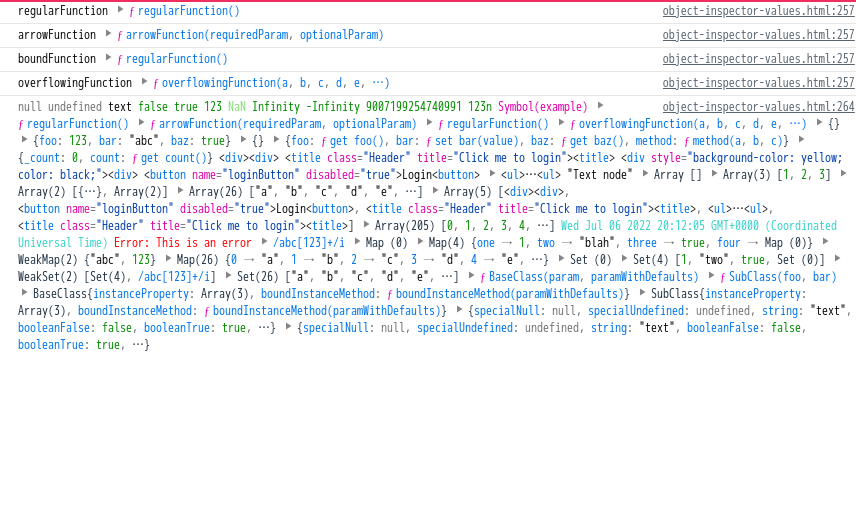 regularFunction ▶ ƒ regularFunction() object-inspector-values.html:257
arrowFunction ▶ ƒ arrowFunction(requiredParam, optionalParam) object-inspector-values.html:257
boundFunction ▶ ƒ regularFunction() object-inspector-values.html:257
overflowingFunction ▶ ƒ overflowingFunction(a, b, c, d, e, …) object-inspector-values.html:257
null undefined text false true 123 NaN Infinity -Infinity 9007199254740991 123n Symbol(example) ▶ object-inspector-values.html:264
ƒ regularFunction() ▶ ƒ arrowFunction(requiredParam, optionalParam) ▶ ƒ regularFunction() ▶ ƒ overflowingFunction(a, b, c, d, e, …) ▶ {}
▶ {foo: 123, bar: "abc", baz: true} ▶ {} ▶ {foo: ƒ get foo(), bar: ƒ set bar(value), baz: ƒ get baz(), method: ƒ method(a, b, c)} ▶
{_count: 0, count: ƒ get count()} <div><div> <title class="Header" title="Click me to login"><title> <div style="background-color: yellow;
color: black;"><div> <button name="loginButton" disabled="true">Login<button> ▶ <ul>…<ul> "Text node" ▶ Array [] ▶ Array(3) [1, 2, 3] ▶
Array(2) [{…}, Array(2)] ▶ Array(26) ["a", "b", "c", "d", "e", …] ▶ Array(5) [<div><div>,
<button name="loginButton" disabled="true">Login<button>, <title class="Header" title="Click me to login"><title>, <ul>…<ul>,
<title class="Header" title="Click me to login"><title>] ▶ Array(205) [0, 1, 2, 3, 4, …] Wed Jul 06 2022 20:12:05 GMT+0000 (Coordinated
Universal Time) Error: This is an error ▶ /abc[123]+/i ▶ Map (0) ▶ Map(4) {one → 1, two → "blah", three → true, four → Map (0)} ▶
WeakMap(2) {"abc", 123} ▶ Map(26) {0 → "a", 1 → "b", 2 → "c", 3 → "d", 4 → "e", …} ▶ Set (0) ▶ Set(4) [1, "two", true, Set (0)] ▶
WeakSet(2) [Set(4), /abc[123]+/i] ▶ Set(26) ["a", "b", "c", "d", "e", …] ▶ ƒ BaseClass(param, paramWithDefaults) ▶ ƒ SubClass(foo, bar)
▶ BaseClass{instanceProperty: Array(3), boundInstanceMethod: ƒ boundInstanceMethod(paramWithDefaults)} ▶ SubClass{instanceProperty:
Array(3), boundInstanceMethod: ƒ boundInstanceMethod(paramWithDefaults)} ▶ {specialNull: null, specialUndefined: undefined, string: "text",
booleanFalse: false, booleanTrue: true, …} ▶ {specialNull: null, specialUndefined: undefined, string: "text", booleanFalse: false,
booleanTrue: true, …}